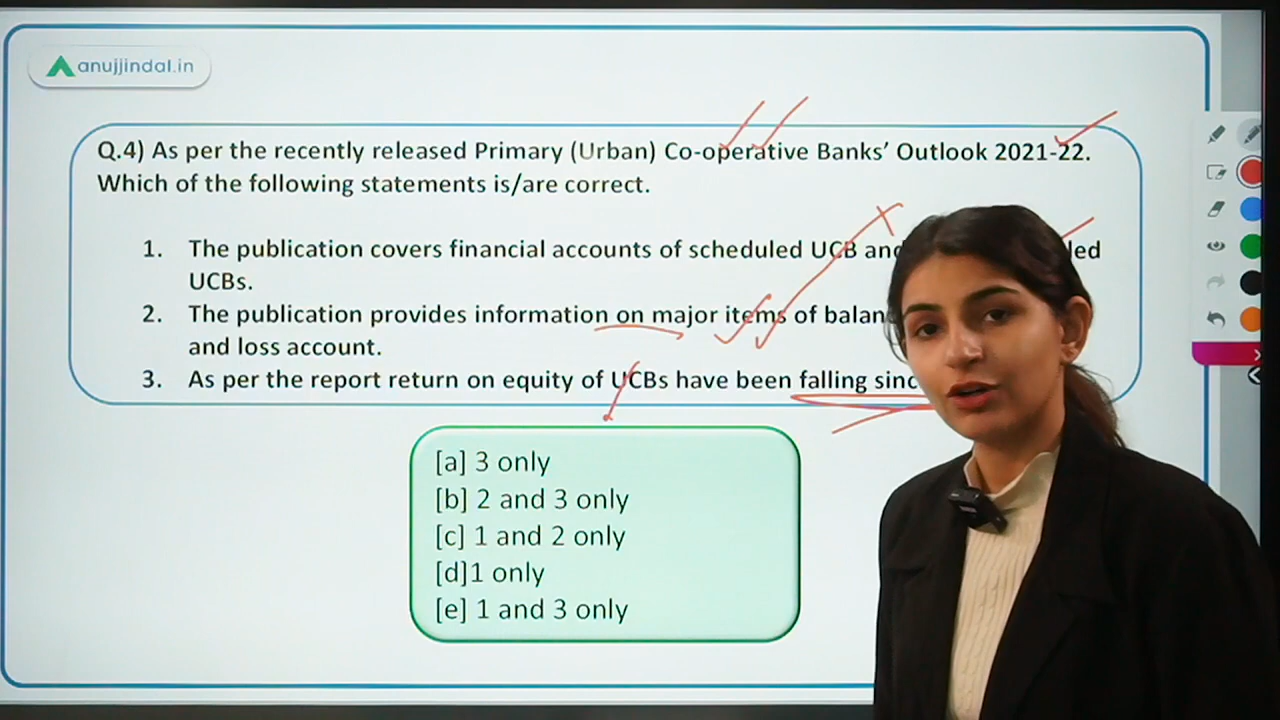 anujjindal.in
Q.4) As per the recently released Primary (Urban) Co-operative Banks’ Outlook 2021-22.
Which of the following statements is/are correct.
1. The publication covers financial accounts of scheduled UCB and
UCBs.
2. The publication provides information on major items of
and loss account.
3. As per the report return on equity of UCBs have been falling
[a] 3 only
[b] 2 and 3 only
[c] 1 and 2 only
[d]1 only
[e] 1 and 3 only